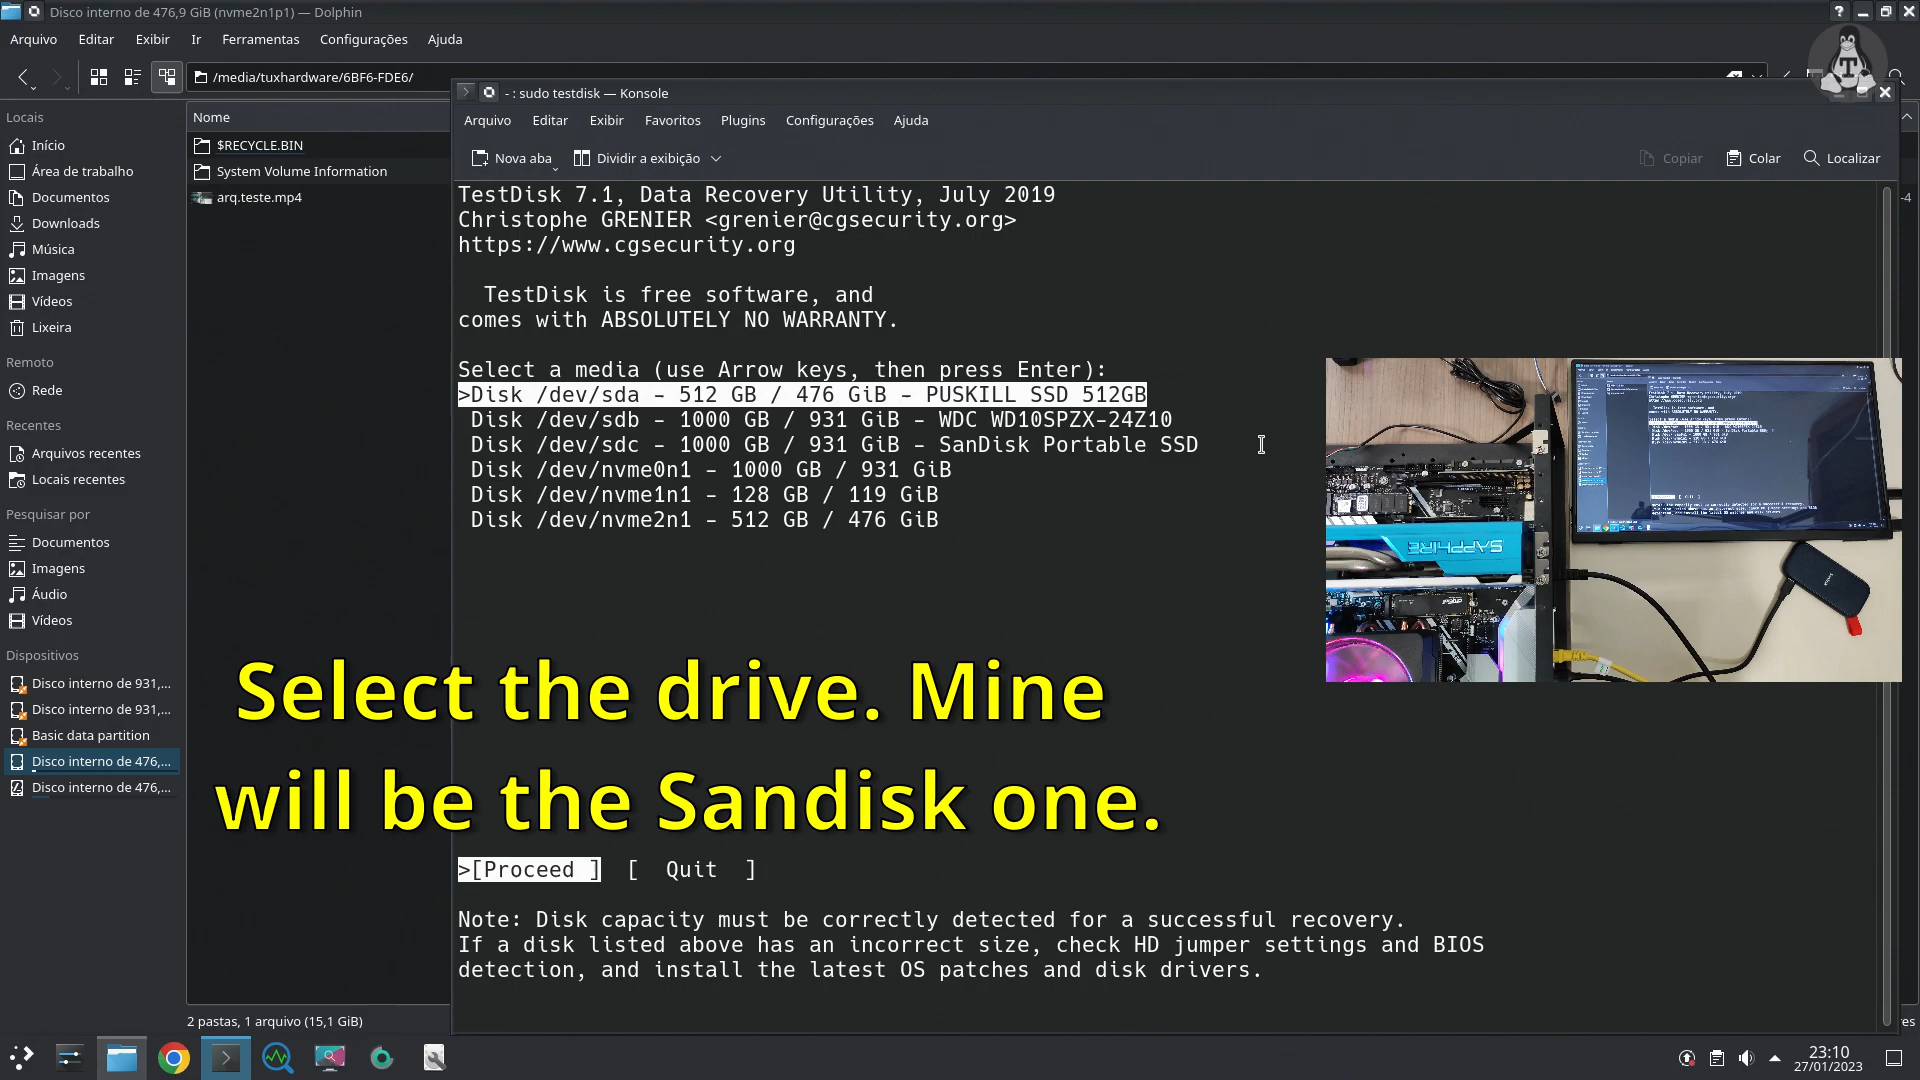 Disco interno de 476,9 GiB (nvme2n1p1) — Dolphin
Arquivo Editar Exibir Ir Ferramentas Configurações Ajuda
/media/tuxhardware/6BF6-FDE6/
Locais
Início
Área de trabalho
Documentos
Downloads
Música
Imagens
Vídeos
Lixeira
Remoto
Rede
Recentes
Arquivos recentes
Locais recentes
Pesquisar por
Documentos
Imagens
Áudio
Vídeos
Dispositivos
Disco interno de 931,...
Disco interno de 931,...
Basic data partition
Disco interno de 476,...
Disco interno de 476,...
Nome
$RECYCLE.BIN
System Volume Information
arq.teste.mp4
2 pastas, 1 arquivo (15,1 GiB)
- : sudo testdisk — Konsole
Arquivo Editar Exibir Favoritos Plugins Configurações Ajuda
Nova aba Dividir a exibição Copiar Colar Localizar
TestDisk 7.1, Data Recovery Utility, July 2019
Christophe GRENIER <grenier@cgsecurity.org>
https://www.cgsecurity.org
TestDisk is free software, and
comes with ABSOLUTELY NO WARRANTY.
Select a media (use Arrow keys, then press Enter):
>Disk /dev/sda - 512 GB / 476 GiB - PUSKILL SSD 512GB
Disk /dev/sdb - 1000 GB / 931 GiB - WDC WD10SPZX-24Z10
Disk /dev/sdc - 1000 GB / 931 GiB - SanDisk Portable SSD
Disk /dev/nvme0n1 - 1000 GB / 931 GiB
Disk /dev/nvme1n1 - 128 GB / 119 GiB
Disk /dev/nvme2n1 - 512 GB / 476 GiB
SAPPHIRE
Select the drive. Mine
will be the Sandisk one.
>[Proceed ] [ Quit ]
Note: Disk capacity must be correctly detected for a successful recovery.
If a disk listed above has an incorrect size, check HD jumper settings and BIOS
detection, and install the latest OS patches and disk drivers.
23:10
27/01/2023